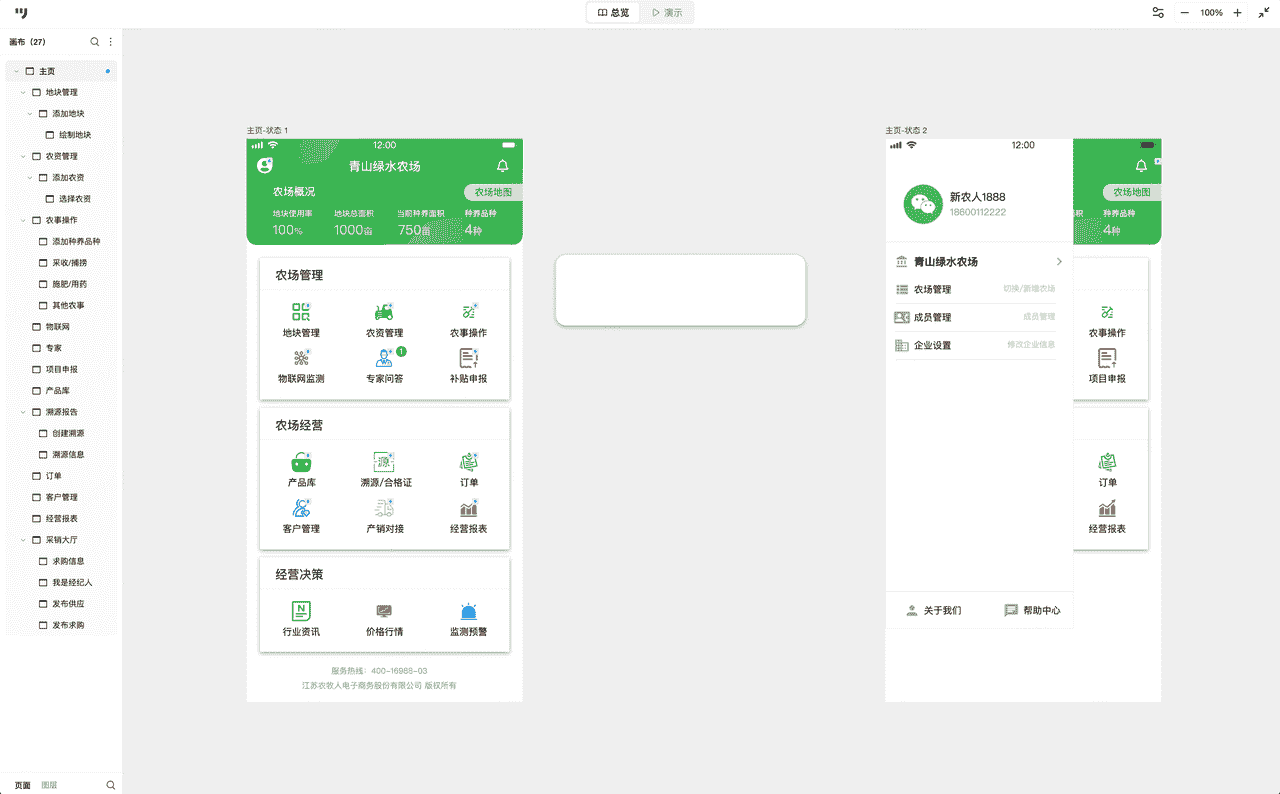 总览
演示
100%
画布（27）
主页
地块管理
添加地块
绘制地块
农资管理
添加农资
选择农资
农事操作
添加种养品种
采收/捕捞
施肥/用药
其他农事
物联网
专家
项目申报
产品库
溯源报告
创建溯源
溯源信息
订单
客户管理
经营报表
采销大厅
求购信息
我是经纪人
发布供应
发布求购
页面 图层
主页-状态 1
12:00
青山绿水农场
农场概况
农场地图
地块使用率 地块总面积 当前种养面积 种养品种
100% 1000亩 750亩 4种
农场管理
地块管理 农资管理 农事操作
1
物联网监测 专家问答 补贴申报
农场经营
源
产品库 溯源/合格证 订单
客户管理 产销对接 经营报表
经营决策
N
行业资讯 价格行情 监测预警
服务热线：400-16988-03
江苏农牧人电子商务股份有限公司 版权所有
主页-状态 2
12:00
新农人1888
18600112222
青山绿水农场
农场管理 切换/新增农场
成员管理 成员管理
企业设置 修改企业信息
关于我们 帮助中心
农场地图
积 种养品种
4种
农事操作
项目申报
订单
经营报表